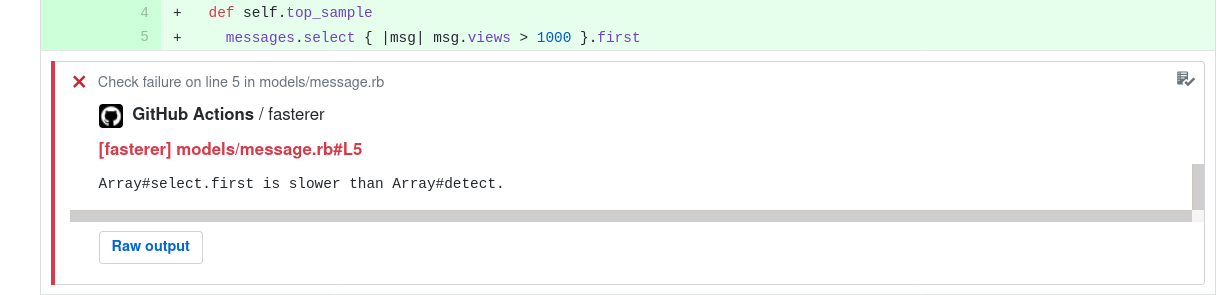 4 + def self.top_sample
5 + messages.select { |msg| msg.views > 1000 }.first
Check failure on line 5 in models/message.rb
GitHub Actions / fasterer
[fasterer] models/message.rb#L5
Array#select.first is slower than Array#detect.
Raw output